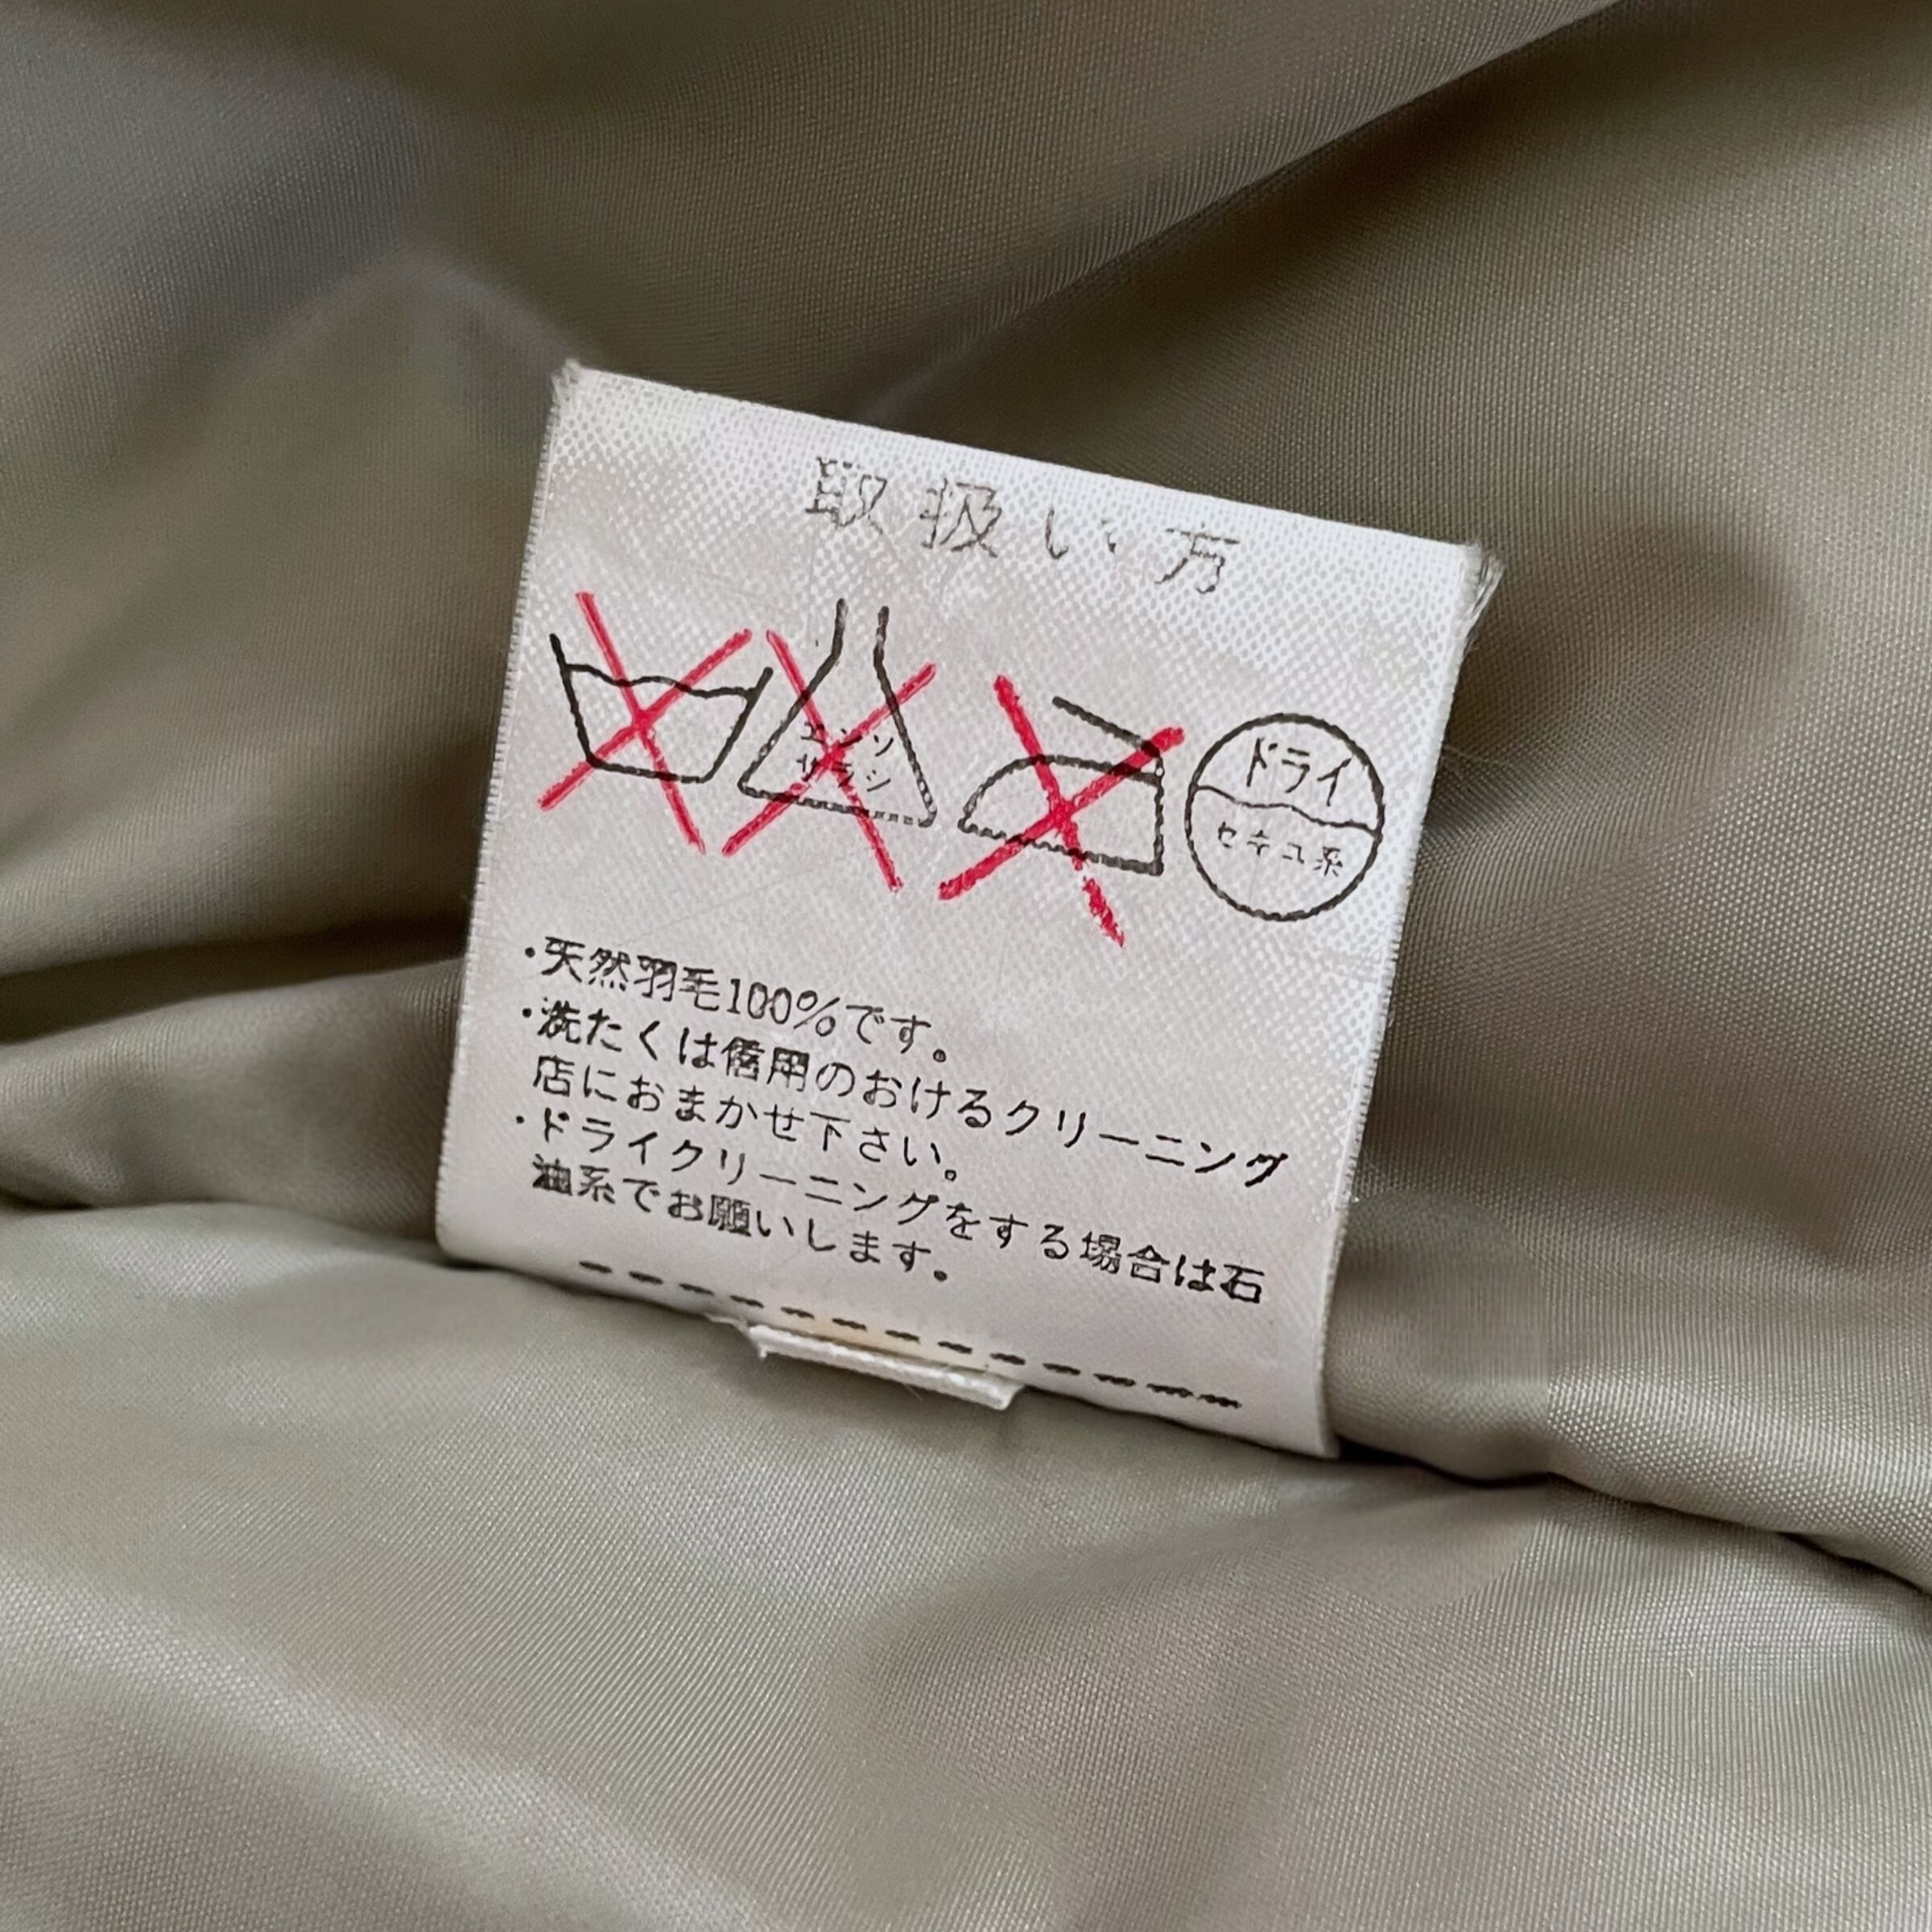 取扱い方
エンソ
サラシ
ドライ
セキユ系
・天然羽毛100%です。
・洗たくは信用のおけるクリーニング
店におまかせ下さい。
・ドライクリーニングをする場合は石
油系でお願いします。